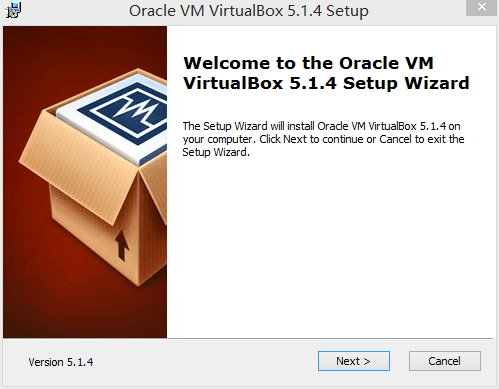 Oracle VM VirtualBox 5.1.4 Setup
Welcome to the Oracle VM
VirtualBox 5.1.4 Setup Wizard
The Setup Wizard will install Oracle VM VirtualBox 5.1.4 on
your computer. Click Next to continue or Cancel to exit the
Setup Wizard.
Version 5.1.4
Next >
Cancel